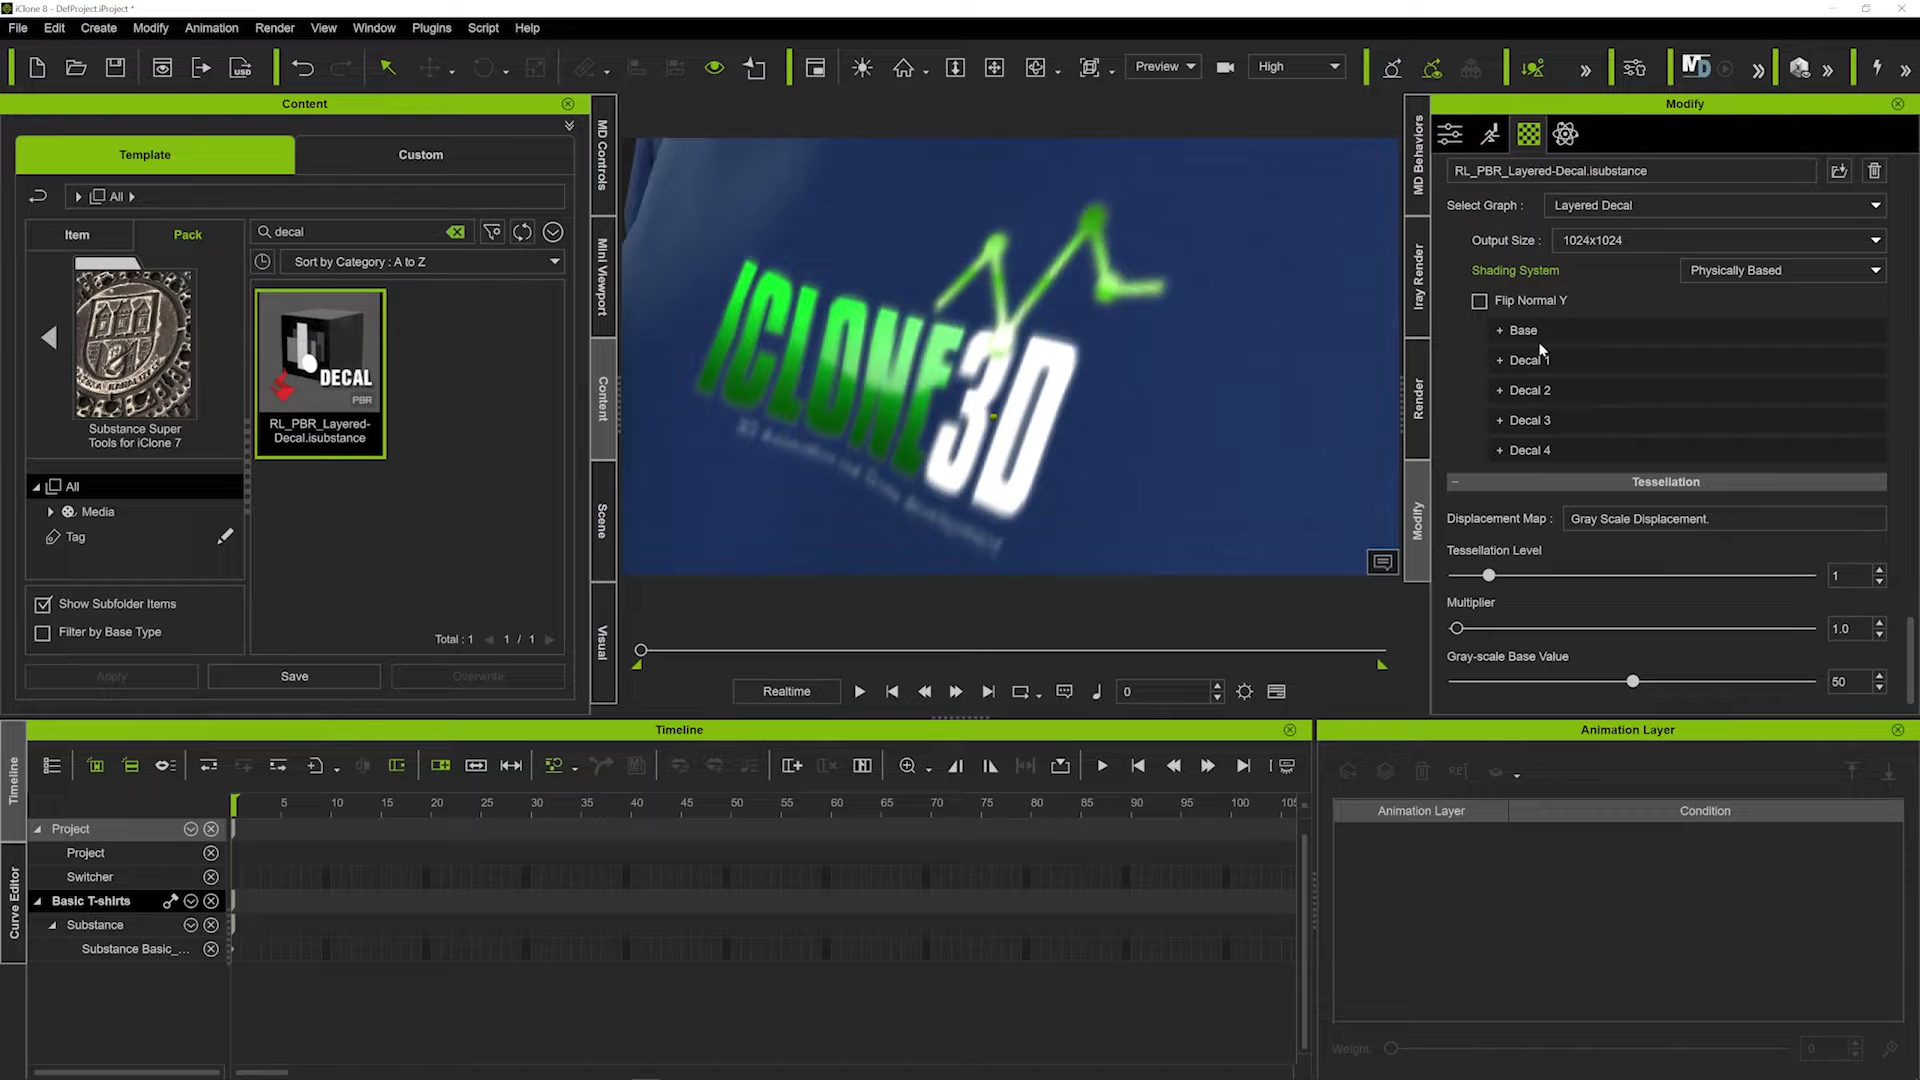 iClone 8 - DefProject.iProject *
File Edit Create Modify Animation Render View Window Plugins Script Help
USD
Preview
High
MD
Content
Template
Custom
All
Item
Pack
decal
Sort by Category : A to Z
Substance Super
Tools for iClone 7
DECAL
PBR
RL_PBR_Layered-
Decal.isubstance
All
Media
Tag
Show Subfolder Items
Filter by Base Type
Total : 1
1 / 1
Apply
Save
Overwrite
MD Controls
Mini Viewport
Content
Scene
Visual
ICLONE3D
Realtime
0
MD Behaviors
Iray Render
Render
Modify
Modify
RL_PBR_Layered-Decal.isubstance
Select Graph :
Layered Decal
Output Size :
1024x1024
Shading System
Physically Based
Flip Normal Y
+ Base
+ Decal 1
+ Decal 2
+ Decal 3
+ Decal 4
Tessellation
Displacement Map :
Gray Scale Displacement.
Tessellation Level
1
Multiplier
1.0
Gray-scale Base Value
50
Timeline
Timeline
Curve Editor
5 10 15 20 25 30 35 40 45 50 55 60 65 70 75 80 85 90 95 100 105
Project
Project
Switcher
Basic T-shirts
Substance
Substance Basic_...
Animation Layer
RET
Animation Layer
Condition
Weight:
0